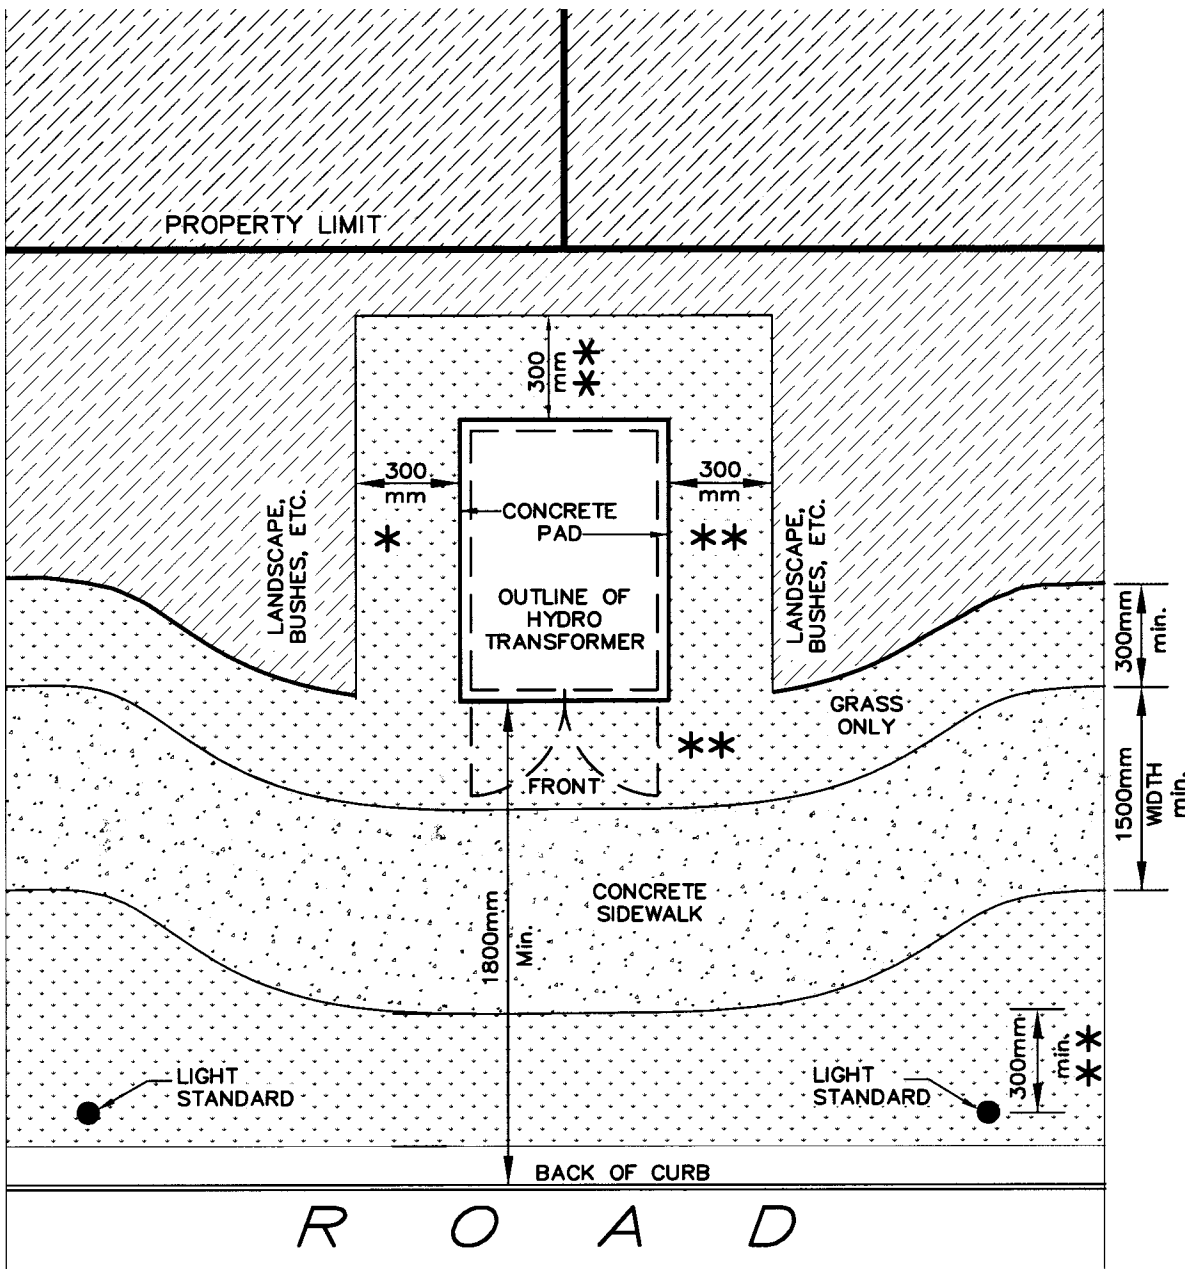 PROPERTY LIMIT
300
mm
**
300
mm
300
mm
CONCRETE
PAD
*
**
LANDSCAPE,
BUSHES, ETC.
LANDSCAPE,
BUSHES, ETC.
OUTLINE OF
HYDRO
TRANSFORMER
300mm
min.
GRASS
ONLY
**
FRONT
1500mm
WIDTH
min.
CONCRETE
SIDEWALK
1800mm
Min.
300mm
min.
**
LIGHT
STANDARD
LIGHT
STANDARD
BACK OF CURB
ROAD